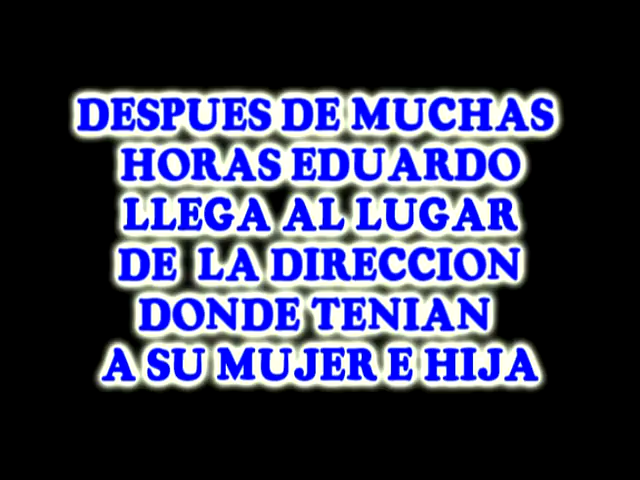 DESPUES DE MUCHAS
HORAS EDUARDO
LLEGA AL LUGAR
DE LA DIRECCION
DONDE TENIAN
A SU MUJER E HIJA